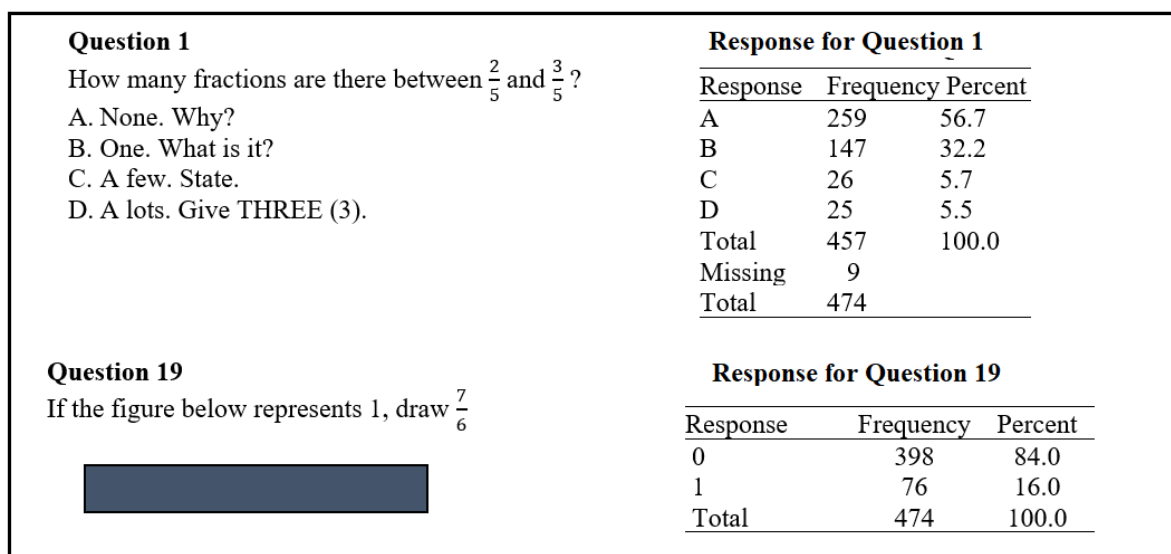 Question 1
How many fractions are there between 2/5 and 3/5 ?
A. None. Why?
B. One. What is it?
C. A few. State.
D. A lots. Give THREE (3).
Response for Question 1
Response Frequency Percent
A 259 56.7
B 147 32.2
C 26 5.7
D 25 5.5
Total 457 100.0
Missing 9
Total 474
Question 19
If the figure below represents 1, draw 7/6
Response for Question 19
Response Frequency Percent
0 398 84.0
1 76 16.0
Total 474 100.0